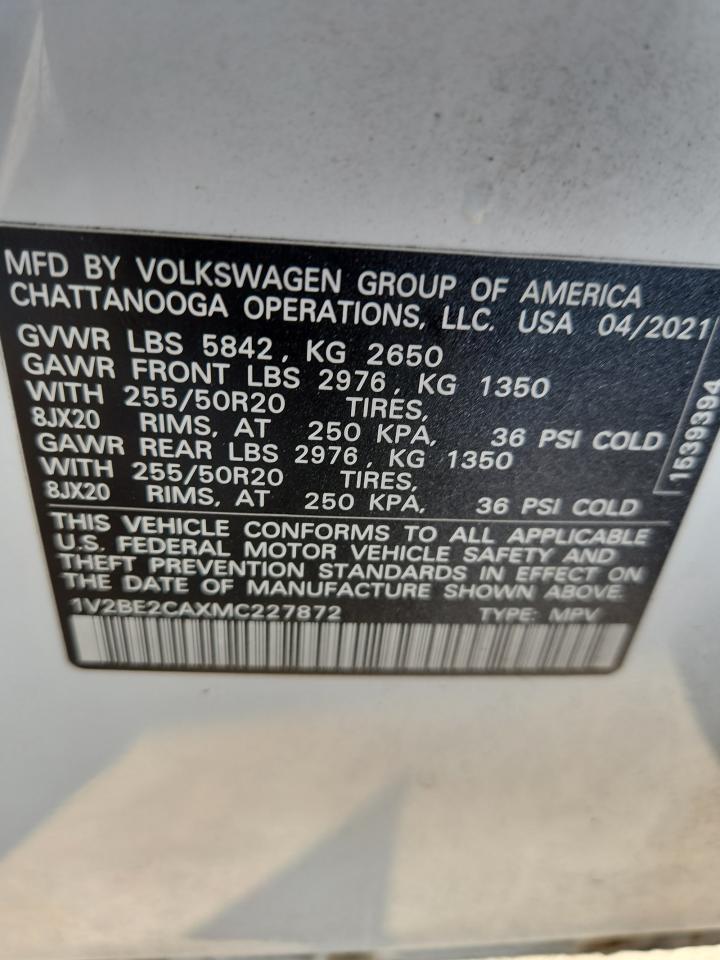 MFD BY VOLKSWAGEN GROUP OF AMERICA
CHATTANOOGA OPERATIONS, LLC. USA 04/2021
GVWR LBS 5842, KG 2650
GAWR FRONT LBS 2976, KG 1350
WITH 255/50R20 TIRES,
8JX20 RIMS, AT 250 KPA, 36 PSI COLD
GAWR REAR LBS 2976, KG 1350
WITH 255/50R20 TIRES,
8JX20 RIMS, AT 250 KPA, 36 PSI COLD
1539394
THIS VEHICLE CONFORMS TO ALL APPLICABLE
U.S. FEDERAL MOTOR VEHICLE SAFETY AND
THEFT PREVENTION STANDARDS IN EFFECT ON
THE DATE OF MANUFACTURE SHOWN ABOVE.
1V2BE2CAXMC227872 TYPE: MPV